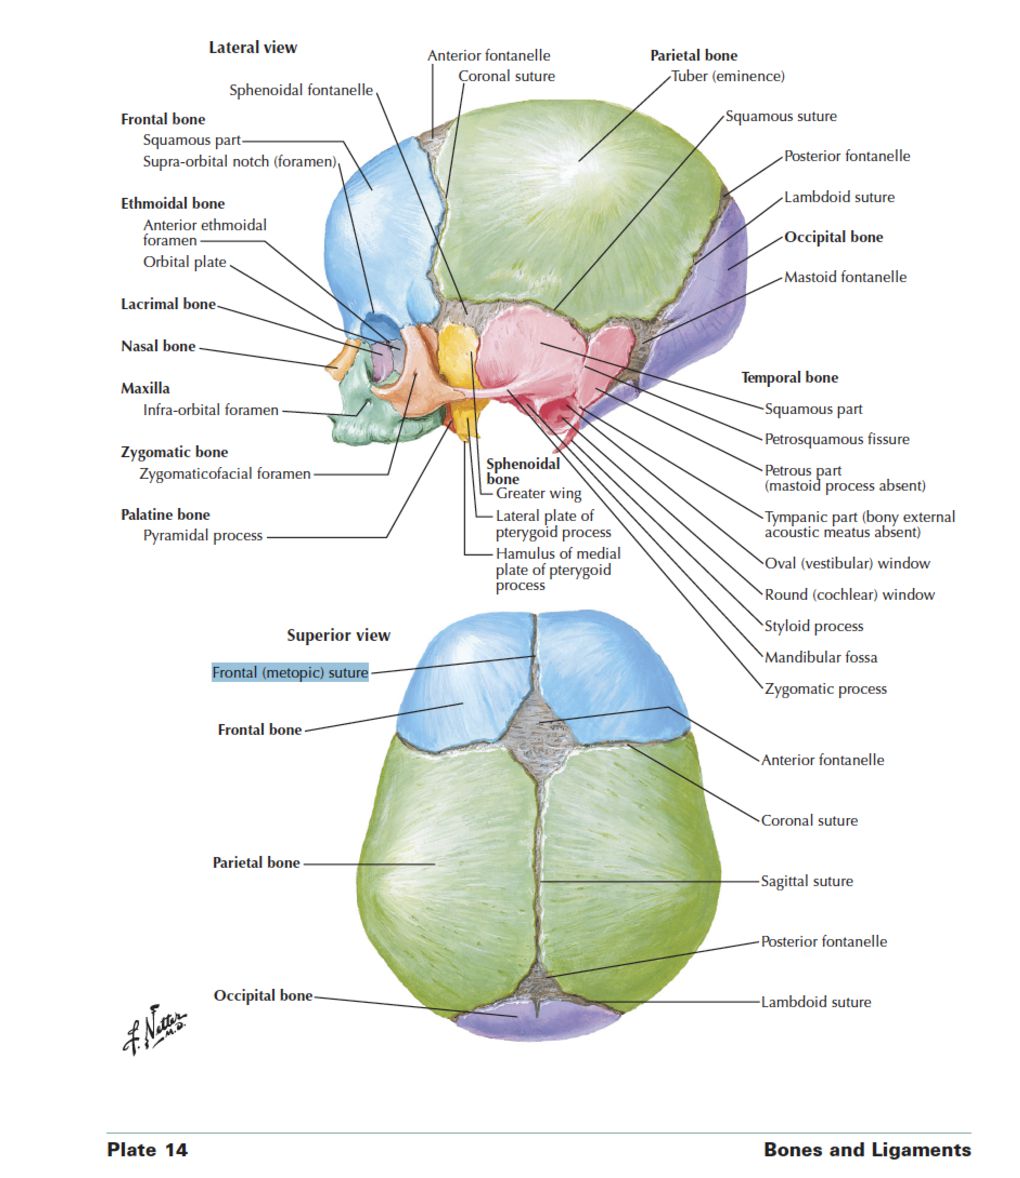 Lateral view
Anterior fontanelle
Coronal suture
Sphenoidal fontanelle
Parietal bone
Tuber (eminence)
Frontal bone
Squamous part
Supra-orbital notch (foramen)
Squamous suture
Posterior fontanelle
Ethmoidal bone
Anterior ethmoidal
foramen
Orbital plate
Lambdoid suture
Occipital bone
Mastoid fontanelle
Lacrimal bone
Nasal bone
Maxilla
Infra-orbital foramen
Zygomatic bone
Zygomaticofacial foramen
Palatine bone
Pyramidal process
Sphenoidal
bone
Greater wing
Lateral plate of
pterygoid process
Hamulus of medial
plate of pterygoid
process
Temporal bone
Squamous part
Petrosquamous fissure
Petrous part
(mastoid process absent)
Tympanic part (bony external
acoustic meatus absent)
Oval (vestibular) window
Round (cochlear) window
Styloid process
Mandibular fossa
Zygomatic process
Superior view
Frontal (metopic) suture
Frontal bone
Anterior fontanelle
Coronal suture
Parietal bone
Sagittal suture
Posterior fontanelle
Occipital bone
Lambdoid suture
F. Netter
M.D.
Plate 14
Bones and Ligaments